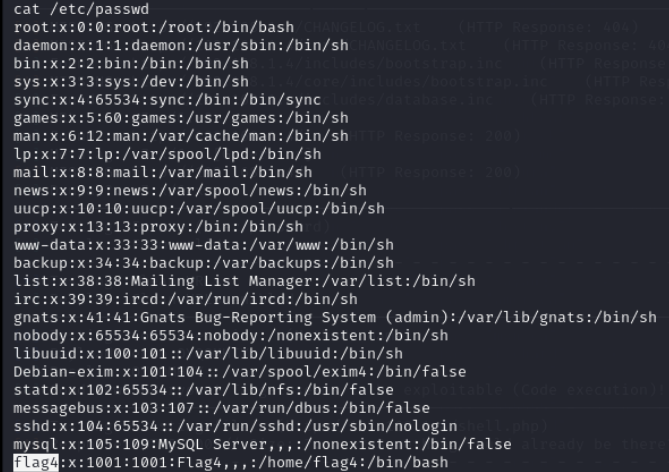 cat /etc/passwd
root:x:0:0:root:/root:/bin/bash
daemon:x:1:1:daemon:/usr/sbin:/bin/sh
bin:x:2:2:bin:/bin:/bin/sh
sys:x:3:3:sys:/dev:/bin/sh
sync:x:4:65534:sync:/bin:/bin/sync
games:x:5:60:games:/usr/games:/bin/sh
man:x:6:12:man:/var/cache/man:/bin/sh
lp:x:7:7:lp:/var/spool/lpd:/bin/sh
mail:x:8:8:mail:/var/mail:/bin/sh
news:x:9:9:news:/var/spool/news:/bin/sh
uucp:x:10:10:uucp:/var/spool/uucp:/bin/sh
proxy:x:13:13:proxy:/bin:/bin/sh
www-data:x:33:33:www-data:/var/www:/bin/sh
backup:x:34:34:backup:/var/backups:/bin/sh
list:x:38:38:Mailing List Manager:/var/list:/bin/sh
irc:x:39:39:ircd:/var/run/ircd:/bin/sh
gnats:x:41:41:Gnats Bug-Reporting System (admin):/var/lib/gnats:/bin/sh
nobody:x:65534:65534:nobody:/nonexistent:/bin/sh
libuuid:x:100:101::/var/lib/libuuid:/bin/sh
Debian-exim:x:101:104::/var/spool/exim4:/bin/false
statd:x:102:65534::/var/lib/nfs:/bin/false
messagebus:x:103:107::/var/run/dbus:/bin/false
sshd:x:104:65534::/var/run/sshd:/usr/sbin/nologin
mysql:x:105:109:MySQL Server,,,:/nonexistent:/bin/false
flag4:x:1001:1001:Flag4,,,:/home/flag4:/bin/bash